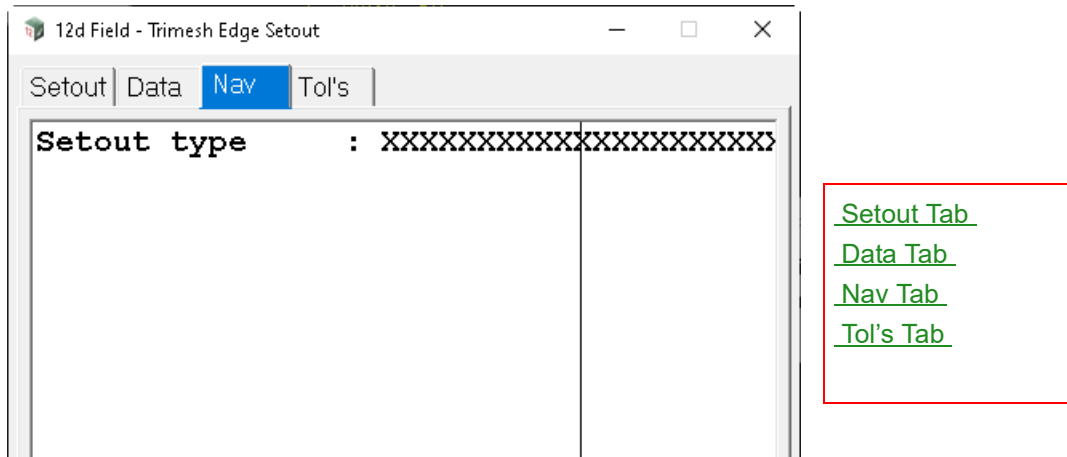 12d Field - Trimesh Edge Setout
Setout Data Nav Tol's
Setout type : XXXXXXXXXXXXXXXXXXXXXXX
Setout Tab
Data Tab
Nav Tab
Tol’s Tab